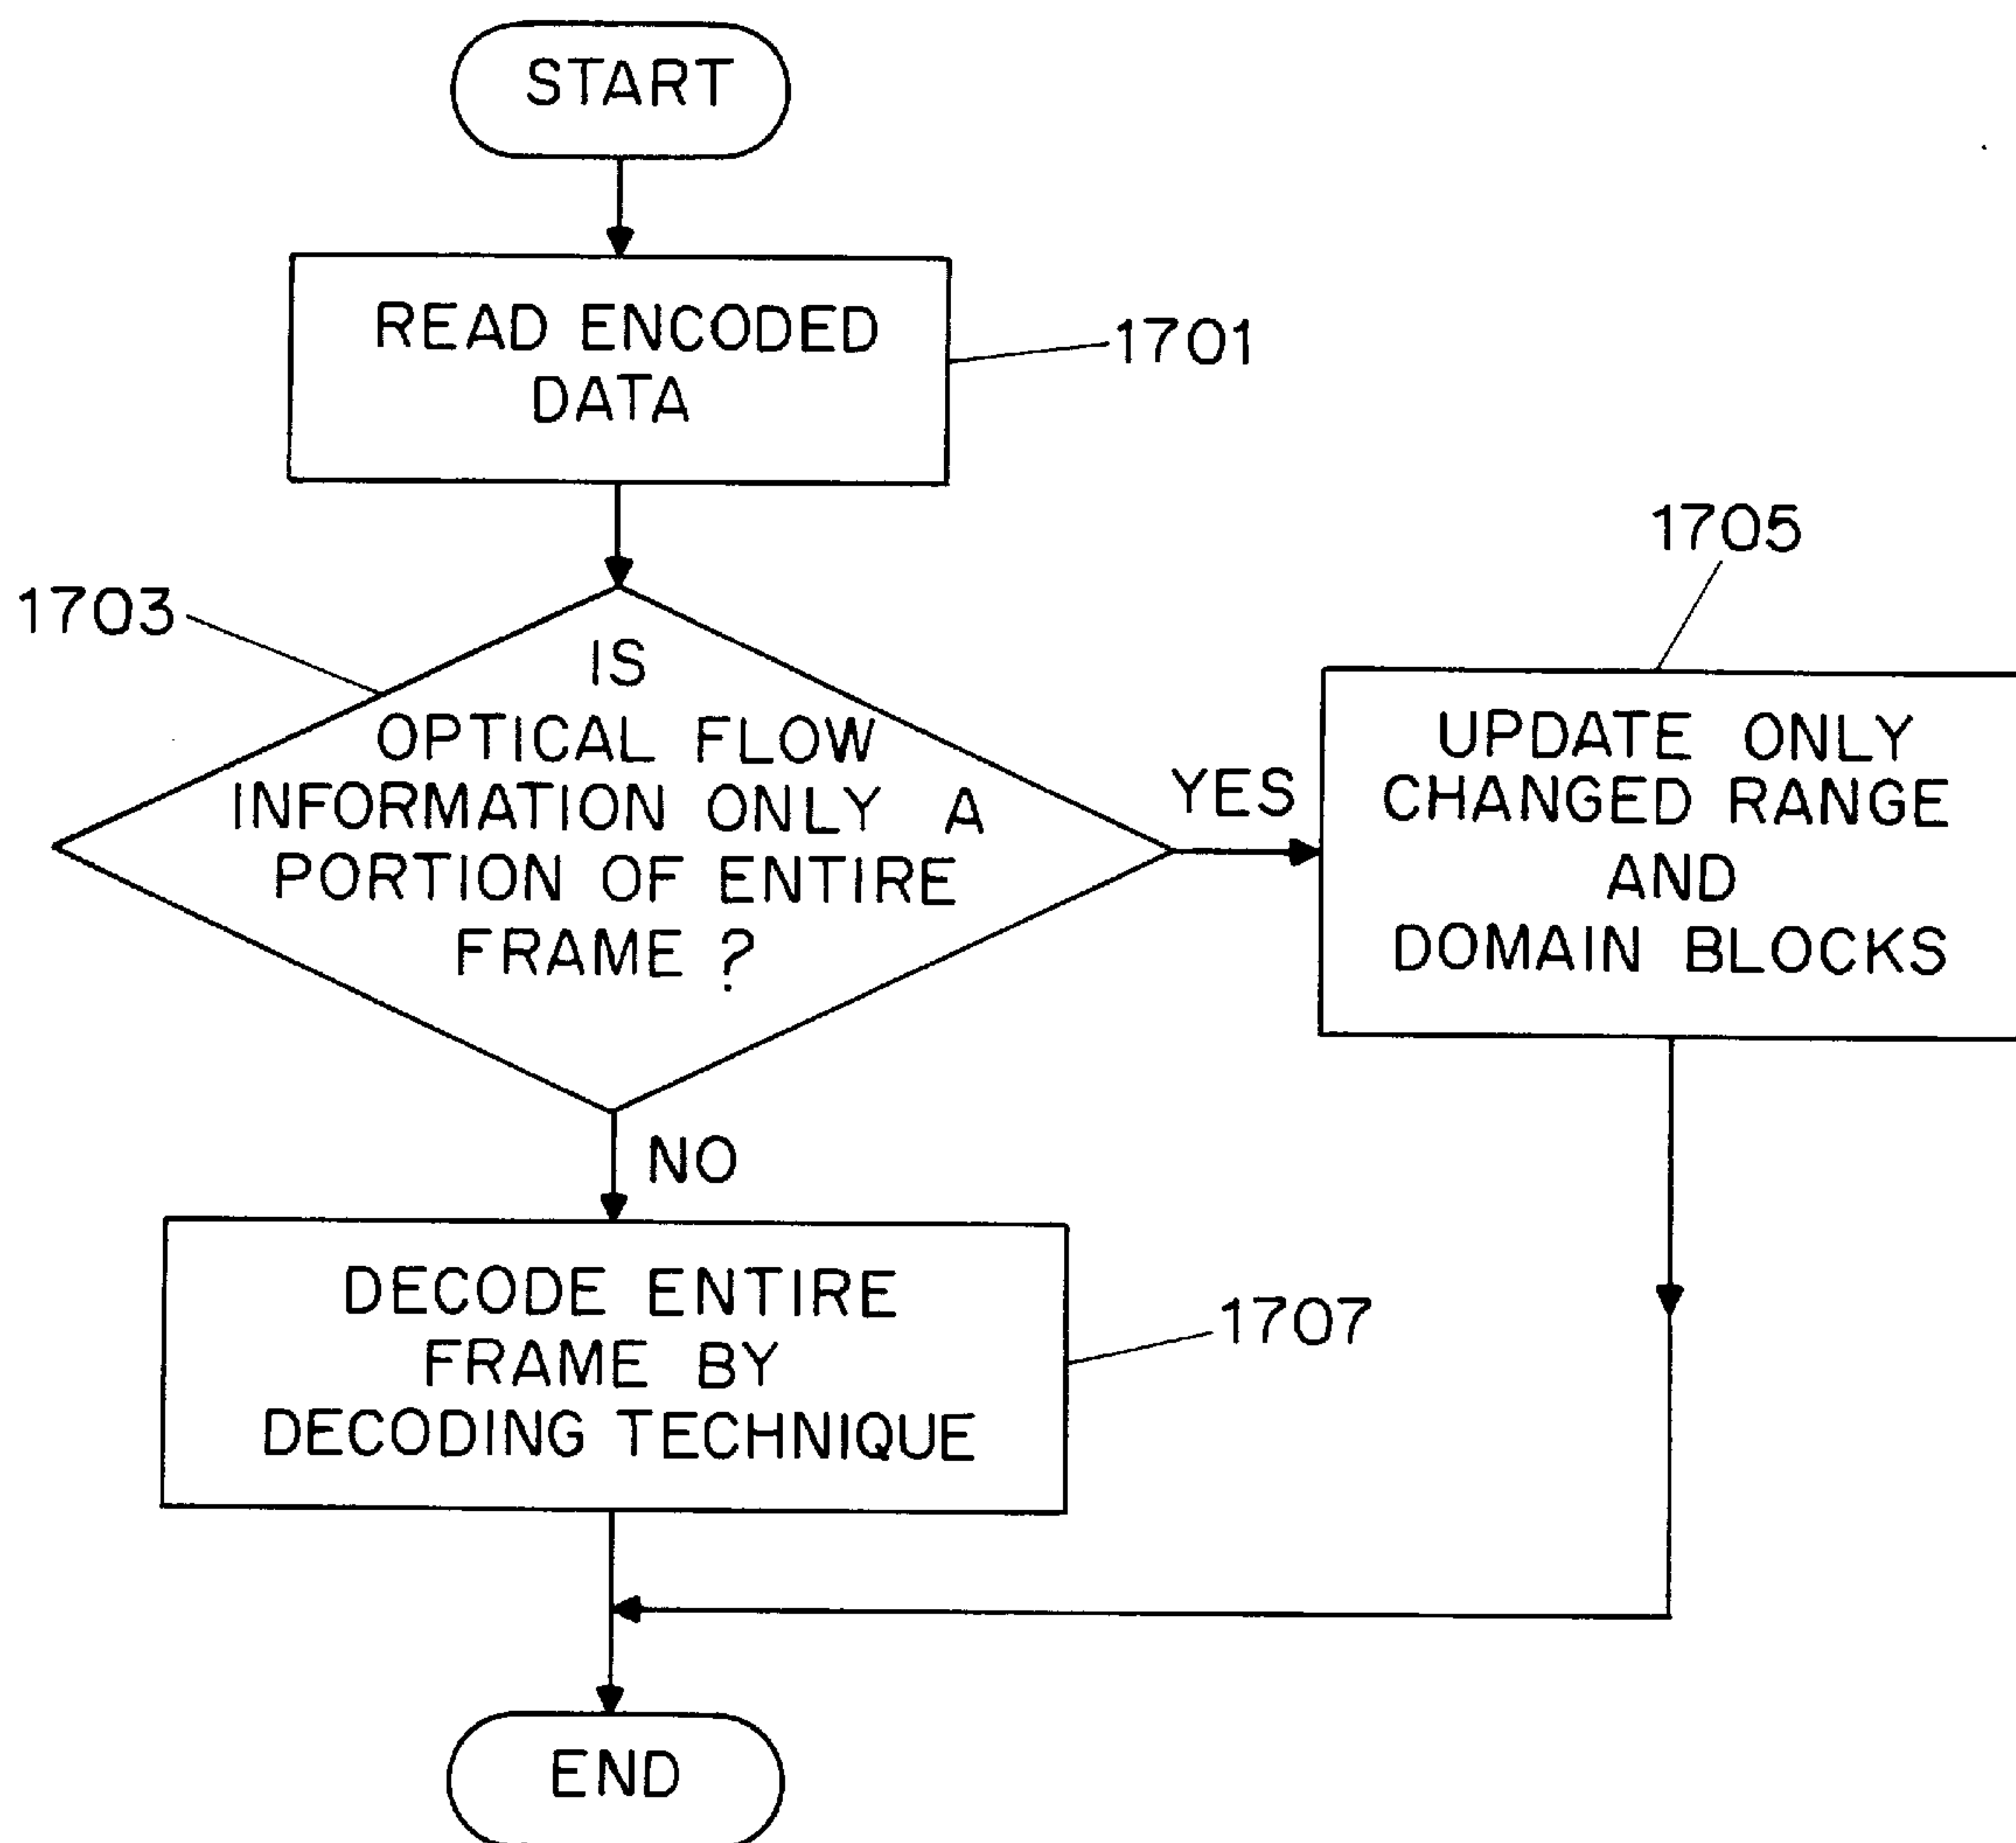 START
READ ENCODED
DATA
1701
1703
IS
OPTICAL FLOW
INFORMATION ONLY A
PORTION OF ENTIRE
FRAME ?
YES
1705
UPDATE ONLY
CHANGED RANGE
AND
DOMAIN BLOCKS
NO
DECODE ENTIRE
FRAME BY
DECODING TECHNIQUE
1707
END